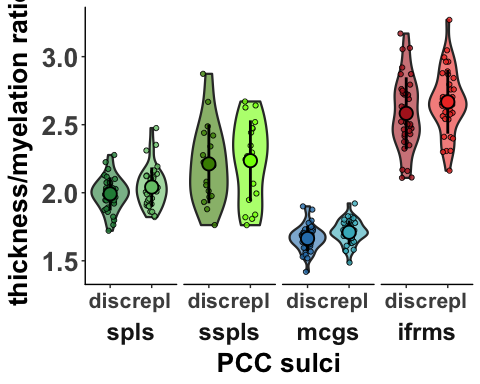 thickness/myelation ratio
3.0
2.5
2.0
1.5
discrepl discrepl discrepl discrepl
spls sspls mcgs ifrms
PCC sulci